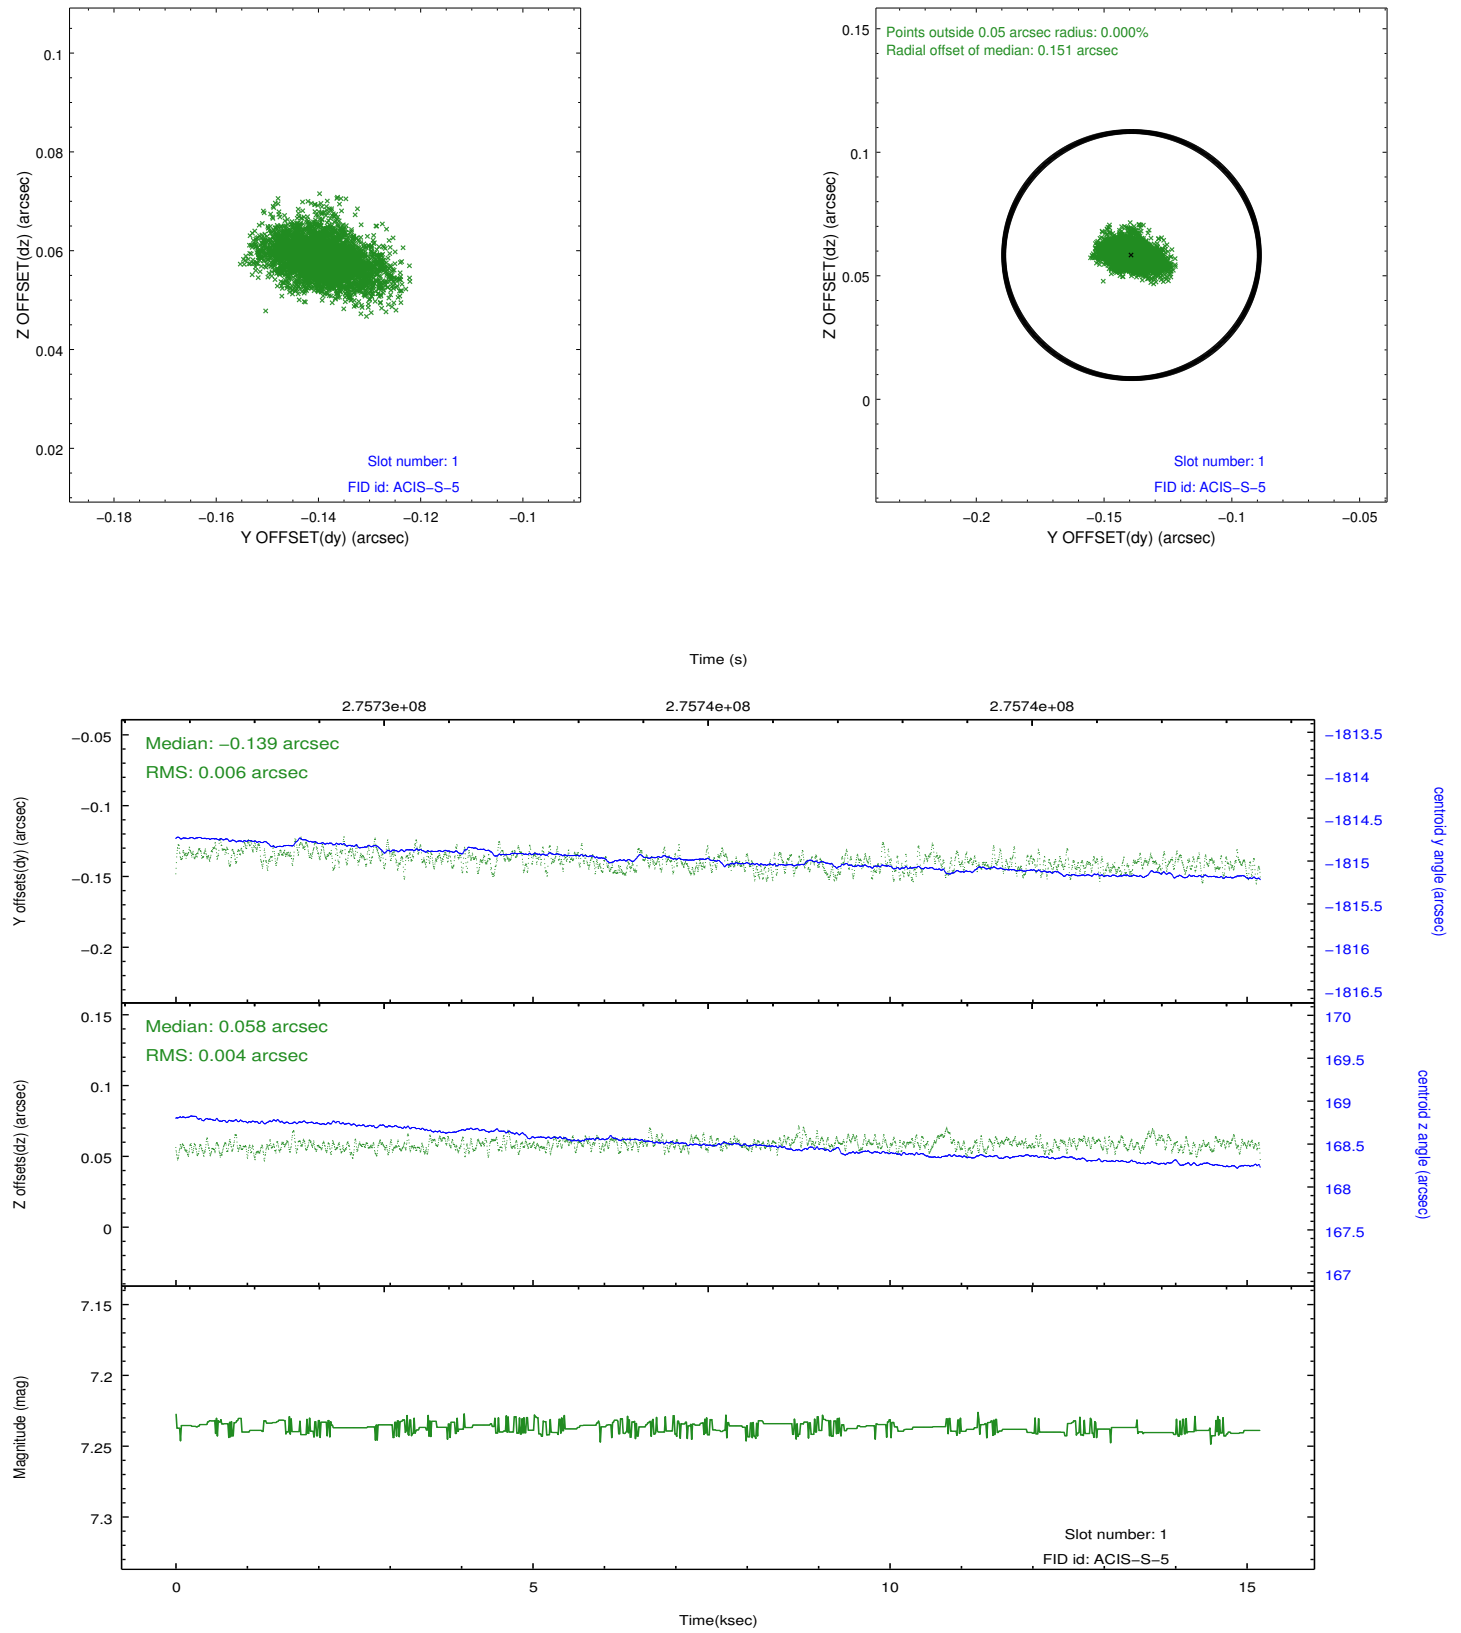 0.1
0.08
0.06
0.04
0.02
Z OFFSET(dz) (arcsec)
Slot number: 1
FID id: ACIS−S−5
−0.18 −0.16 −0.14 −0.12 −0.1
Y OFFSET(dy) (arcsec)
Points outside 0.05 arcsec radius: 0.000%
Radial offset of median: 0.151 arcsec
0.15
0.1
0.05
0
Z OFFSET(dz) (arcsec)
Slot number: 1
FID id: ACIS−S−5
−0.2 −0.15 −0.1 −0.05
Y OFFSET(dy) (arcsec)
Time (s)
2.7573e+08 2.7574e+08 2.7574e+08
Median: −0.139 arcsec
RMS: 0.006 arcsec
−0.05
−0.1
−0.15
−0.2
Y offsets(dy) (arcsec)
−1813.5
−1814
−1814.5
−1815
−1815.5
−1816
−1816.5
centroid y angle (arcsec)
Median: 0.058 arcsec
RMS: 0.004 arcsec
0.15
0.1
0.05
0
Z offsets(dz) (arcsec)
170
169.5
169
168.5
168
167.5
167
centroid z angle (arcsec)
7.15
7.2
7.25
7.3
Magnitude (mag)
Slot number: 1
FID id: ACIS−S−5
0 5 10 15
Time(ksec)